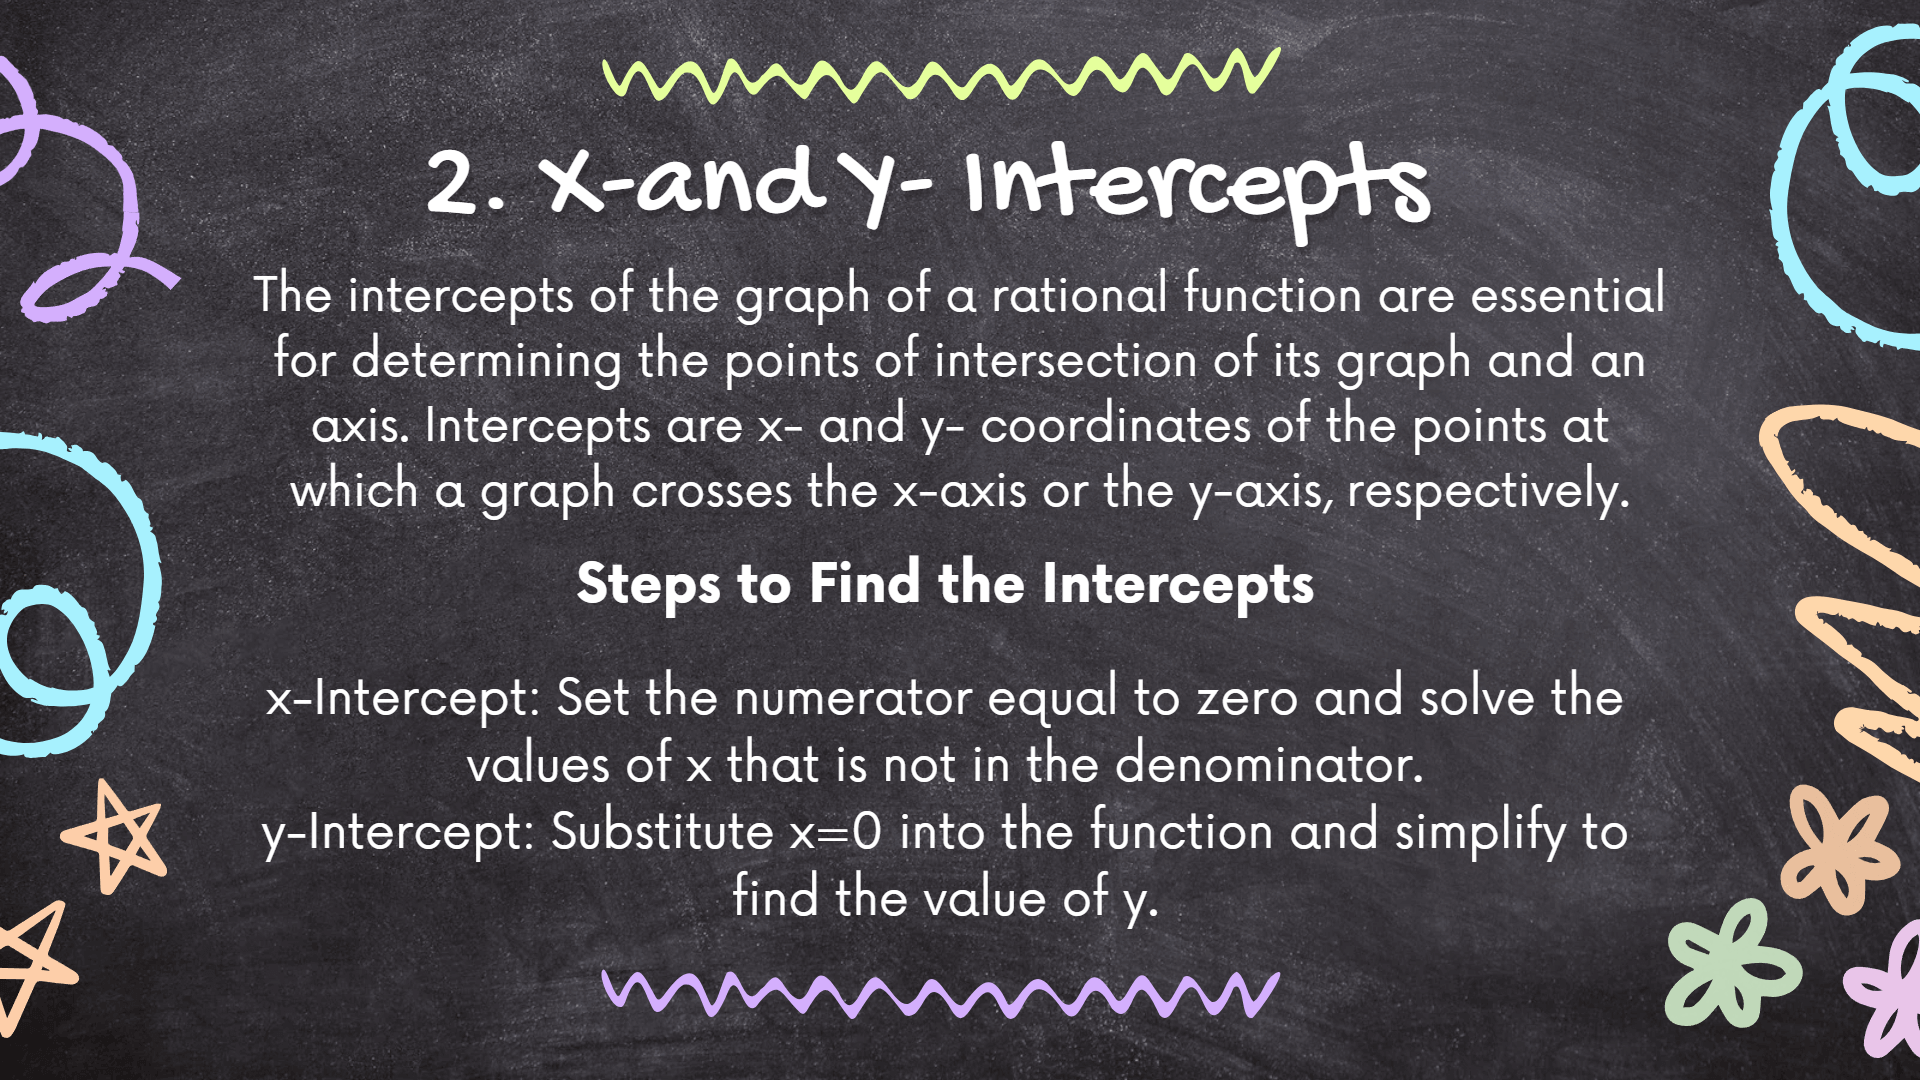 2. x-and y- Intercepts
The intercepts of the graph of a rational function are essential
for determining the points of intersection of its graph and an
axis. Intercepts are x- and y- coordinates of the points at
which a graph crosses the x-axis or the y-axis, respectively.
Steps to Find the Intercepts
x-Intercept: Set the numerator equal to zero and solve the
values of x that is not in the denominator.
y-Intercept: Substitute x=0 into the function and simplify to
find the value of y.